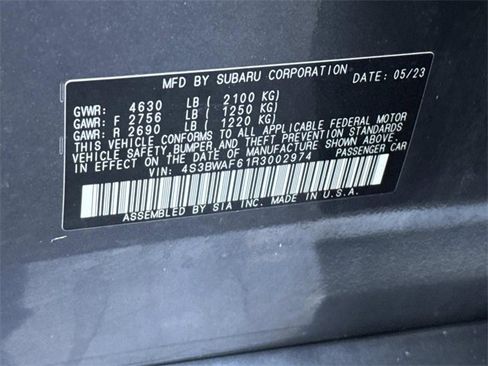 MFD BY SUBARU CORPORATION DATE: 05/23
GVWR: 4630 LB ( 2100 KG)
GAWR: F 2756 LB ( 1250 KG)
GAWR: R 2690 LB ( 1220 KG)
THIS VEHICLE CONFORMS TO ALL APPLICABLE FEDERAL MOTOR
VEHICLE SAFETY, BUMPER, AND THEFT PREVENTION STANDARDS
IN EFFECT ON THE DATE OF MANUFACTURE SHOWN ABOVE.
VIN: 4S3BWAF61R3002974 PASSENGER CAR
ASSEMBLED BY SIA INC. MADE IN U.S.A.